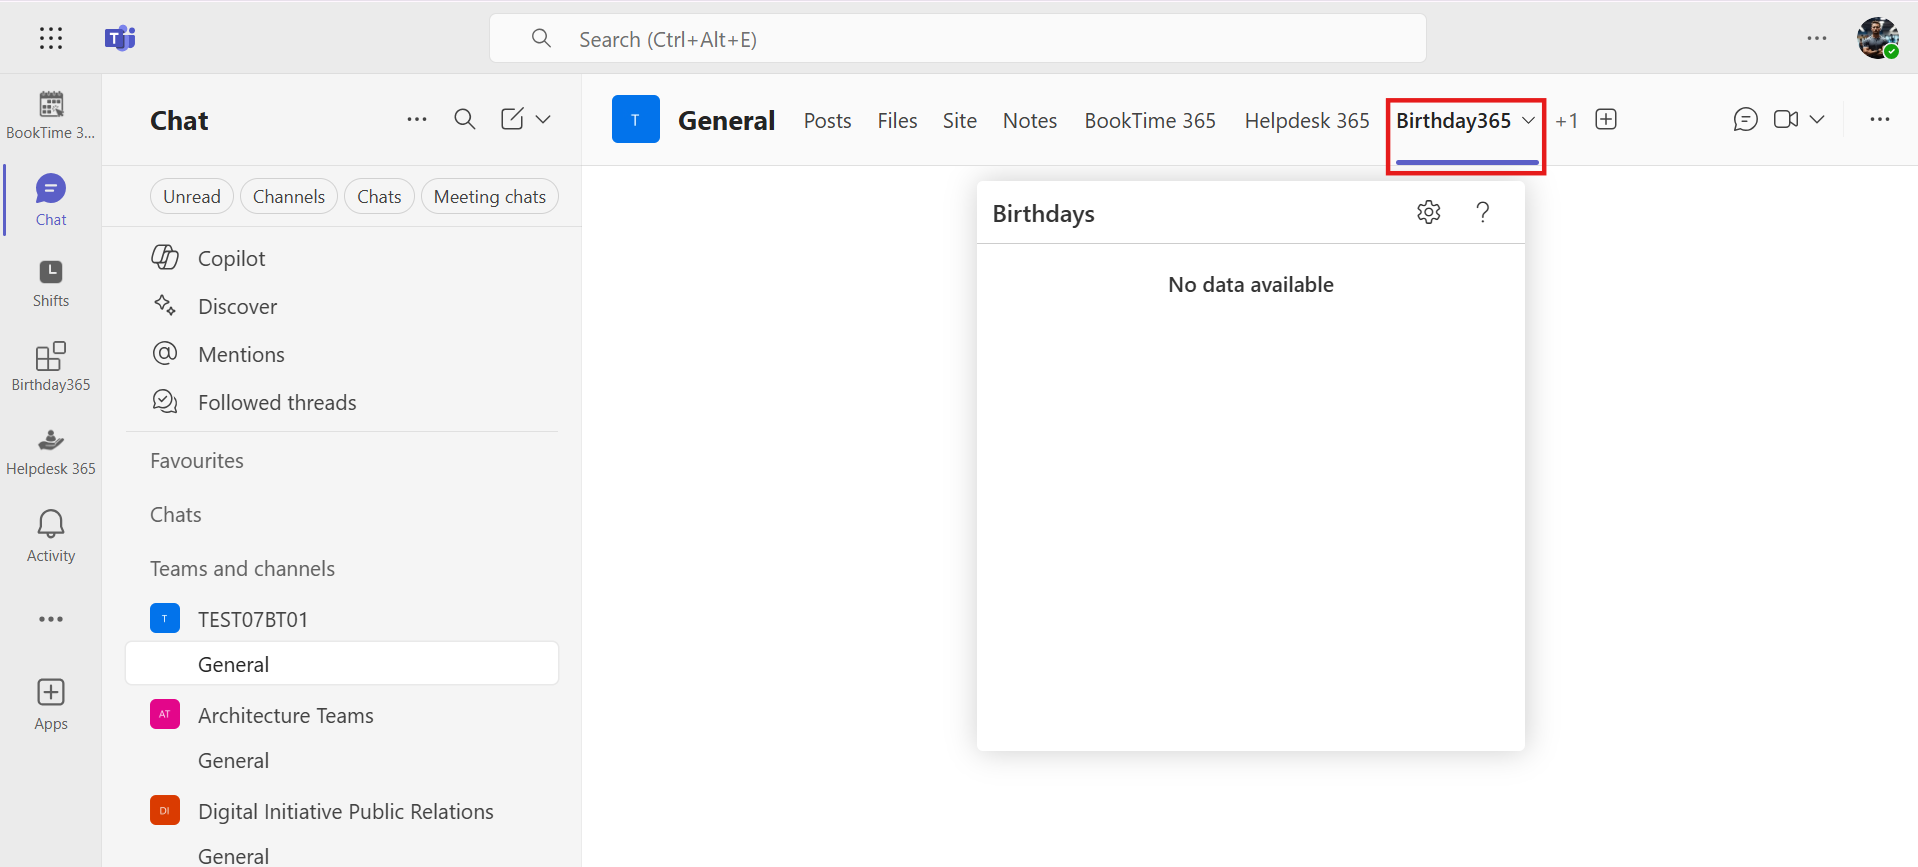 Search (Ctrl+Alt+E)
BookTime 3...
Chat
Shifts
Birthday365
Helpdesk 365
Activity
Apps
Chat
Unread Channels Chats Meeting chats
Copilot
Discover
Mentions
Followed threads
Favourites
Chats
Teams and channels
T TEST07BT01
General
AT Architecture Teams
General
DI Digital Initiative Public Relations
General
T General Posts Files Site Notes BookTime 365 Helpdesk 365 Birthday365 +1
Birthdays ?
No data available